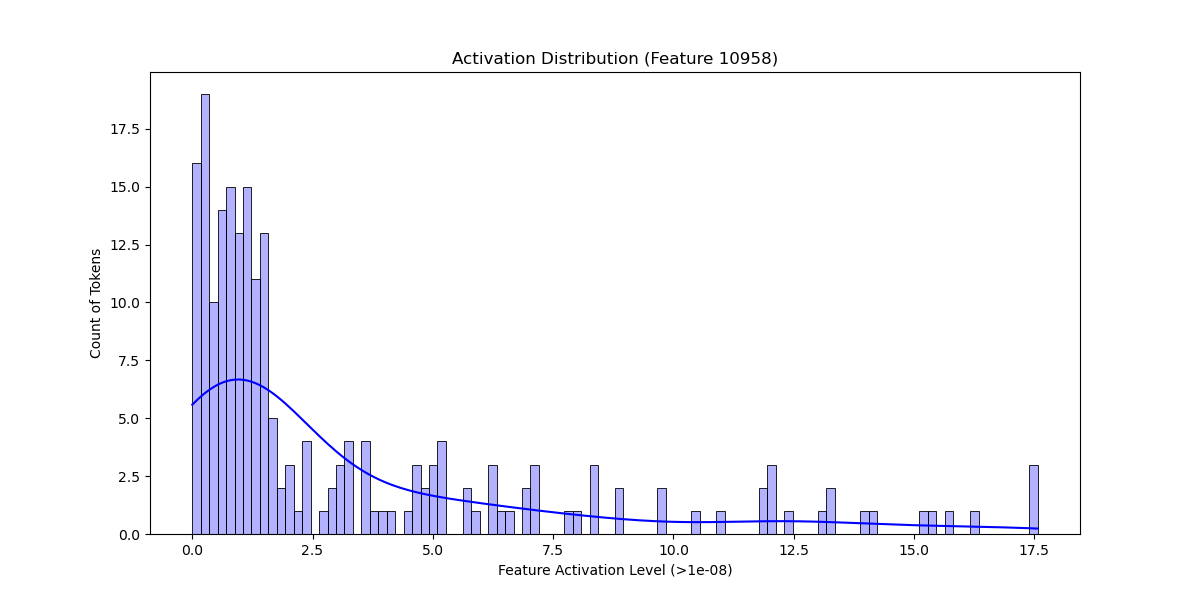 Activation Distribution (Feature 10958)
Count of Tokens
17.5
15.0
12.5
10.0
7.5
5.0
2.5
0.0
0.0 2.5 5.0 7.5 10.0 12.5 15.0 17.5
Feature Activation Level (>1e-08)